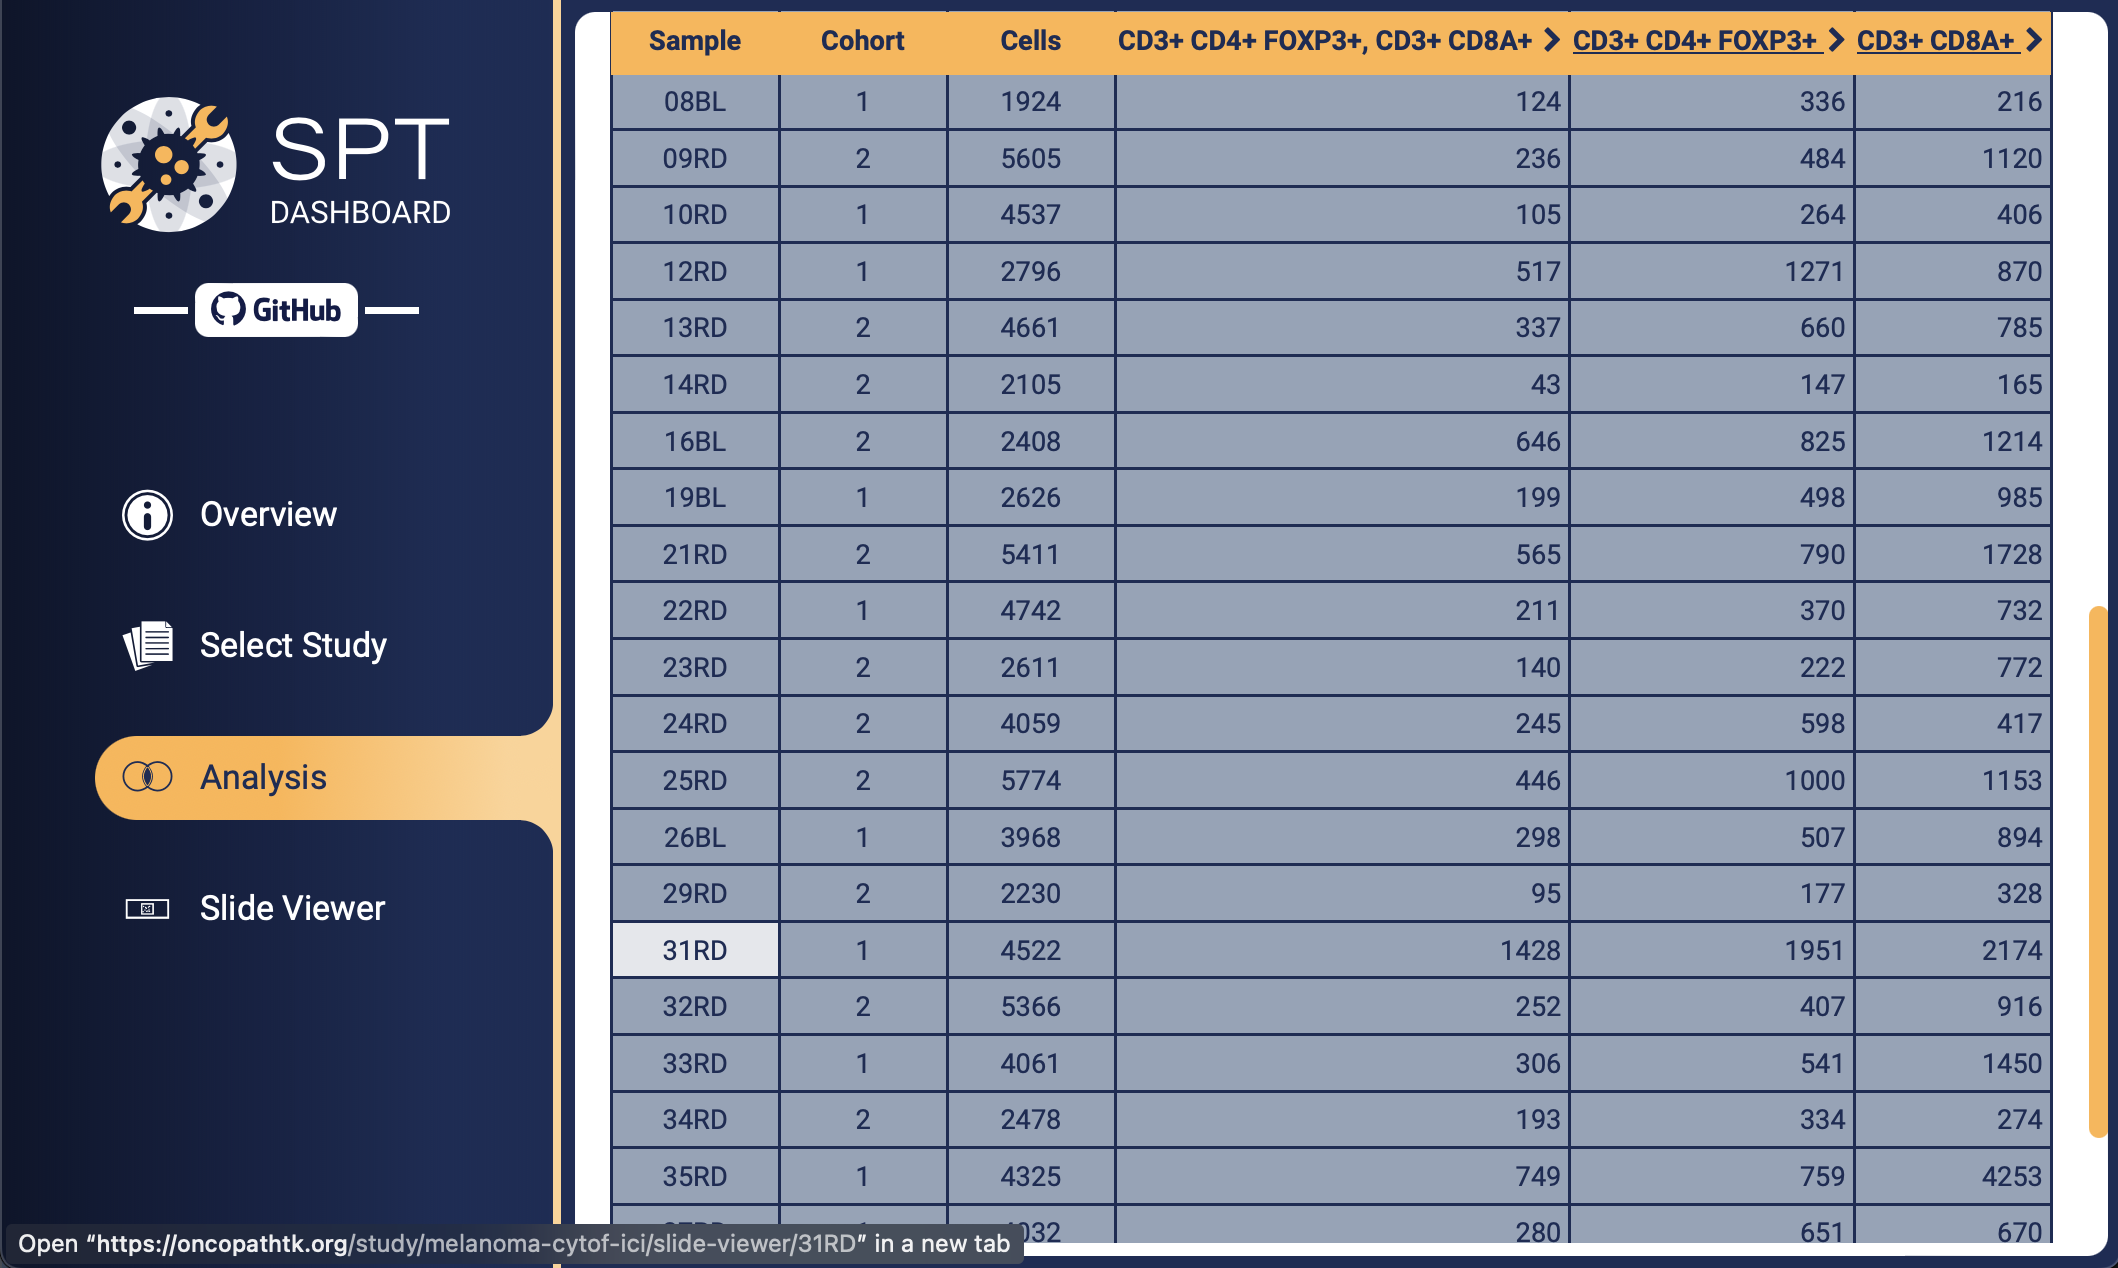 SPT
DASHBOARD
GitHub
Overview
Select Study
Analysis
Slide Viewer
Sample Cohort Cells CD3+ CD4+ FOXP3+, CD3+ CD8A+ CD3+ CD4+ FOXP3+ CD3+ CD8A+
08BL 1 1924 124 336 216
09RD 2 5605 236 484 1120
10RD 1 4537 105 264 406
12RD 1 2796 517 1271 870
13RD 2 4661 337 660 785
14RD 2 2105 43 147 165
16BL 2 2408 646 825 1214
19BL 1 2626 199 498 985
21RD 2 5411 565 790 1728
22RD 1 4742 211 370 732
23RD 2 2611 140 222 772
24RD 2 4059 245 598 417
25RD 2 5774 446 1000 1153
26BL 1 3968 298 507 894
29RD 2 2230 95 177 328
31RD 1 4522 1428 1951 2174
32RD 2 5366 252 407 916
33RD 1 4061 306 541 1450
34RD 2 2478 193 334 274
35RD 1 4325 749 759 4253
280 651 670
Open “https://oncopathtk.org/study/melanoma-cytof-ici/slide-viewer/31RD” in a new tab